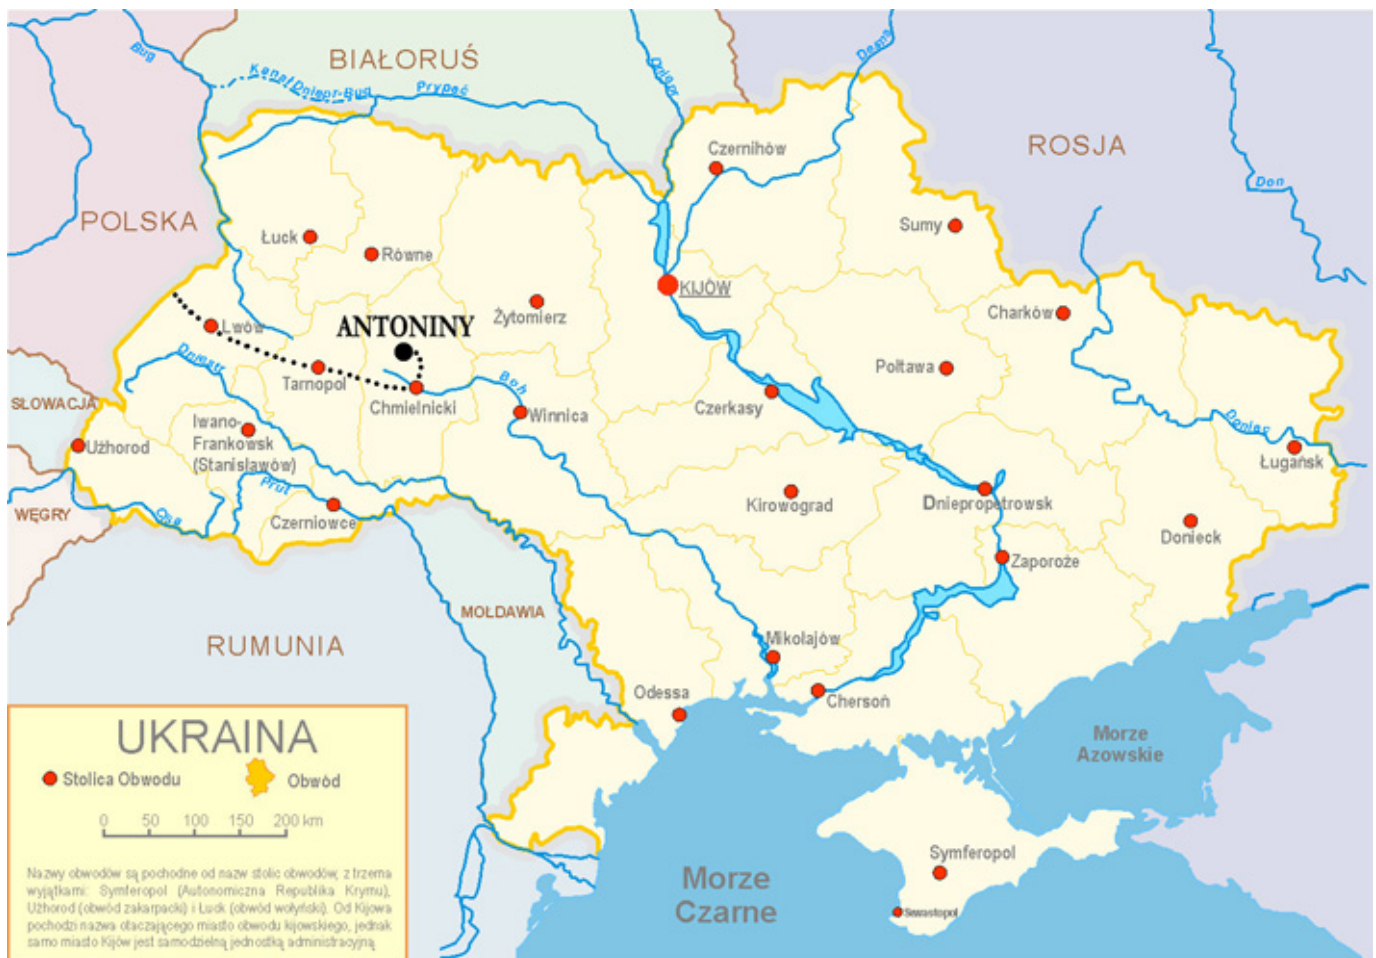 BIAŁORUŚ
Bug
Kanał Dniepr-Bug
Prypeć
Dniepr
Desna
ROSJA
Don
POLSKA
Czernihów
Sumy
Łuck
Równe
KIJÓW
Żytomierz
Charków
Lwów
ANTONINY
Połtawa
Dniestr
Tarnopol
Chmielnicki
Boh
Winnica
Czerkasy
SŁOWACJA
Użhorod
Iwano-
Frankowsk
(Stanisławów)
Doniec
Ługańsk
WĘGRY
Cisa
Prut
Czerniowce
Kirowograd
Dniepropetrowsk
Donieck
Zaporoże
MOŁDAWIA
RUMUNIA
Mikołajów
Odessa
Chersoń
Morze
Azowskie
Symferopol
Sewastopol
Morze
Czarne
UKRAINA
Stolica Obwodu
Obwód
0 50 100 150 200 km
Nazwy obwodów są pochodne od nazw stolic obwodów, z trzema
wyjątkami: Symferopol (Autonomiczna Republika Krymu),
Użhorod (obwód zakarpacki) i Łuck (obwód wołyński). Od Kijowa
pochodzi nazwa otaczającego miasto obwodu kijowskiego, jednak
samo miasto Kijów jest samodzielną jednostką administracyjną.